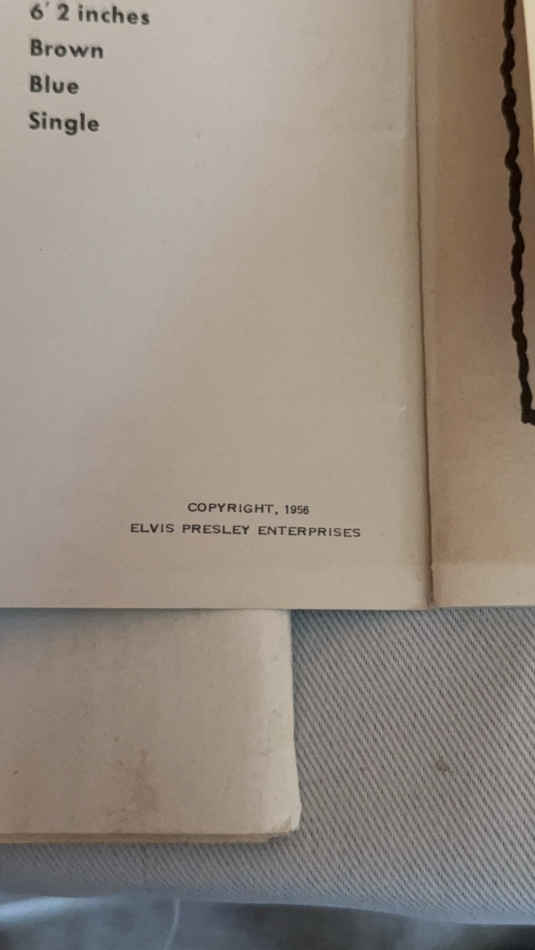 6' 2 inches
Brown
Blue
Single
COPYRIGHT, 1956
ELVIS PRESLEY ENTERPRISES